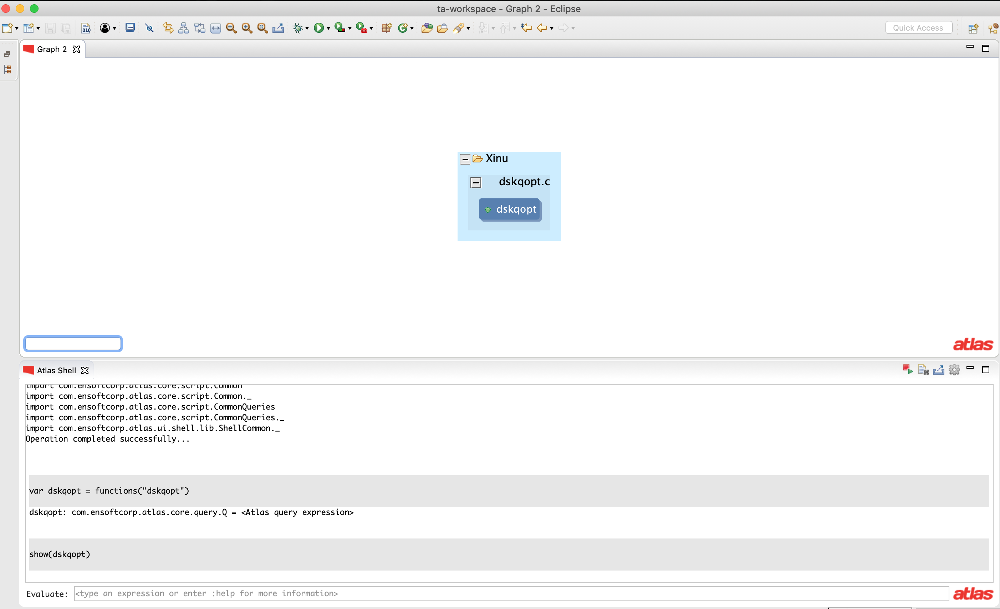 ta-workspace - Graph 2 - Eclipse
010
Quick Access
Graph 2
Xinu
dskqopt.c
dskqopt
atlas
Atlas Shell
import com.ensoftcorp.atlas.core.script.Common
import com.ensoftcorp.atlas.core.script.Common._
import com.ensoftcorp.atlas.core.script.CommonQueries
import com.ensoftcorp.atlas.core.script.CommonQueries._
import com.ensoftcorp.atlas.ui.shell.lib.ShellCommon._
Operation completed successfully...
var dskqopt = functions("dskqopt")
dskqopt: com.ensoftcorp.atlas.core.query.Q = <Atlas query expression>
show(dskqopt)
Evaluate: <type an expression or enter :help for more information>
atlas